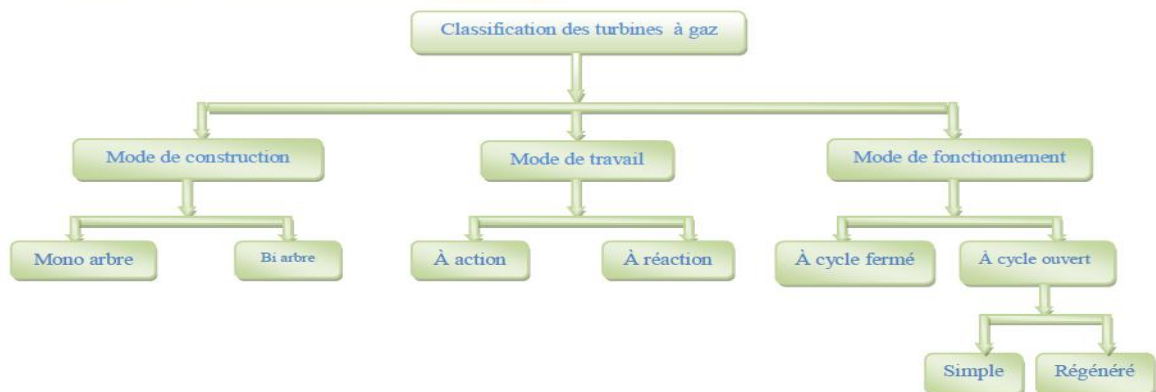 Classification des turbines à gaz
Mode de construction
Mode de travail
Mode de fonctionnement
Mono arbre
Bi arbre
À action
À réaction
À cycle fermé
À cycle ouvert
Simple
Régénéré